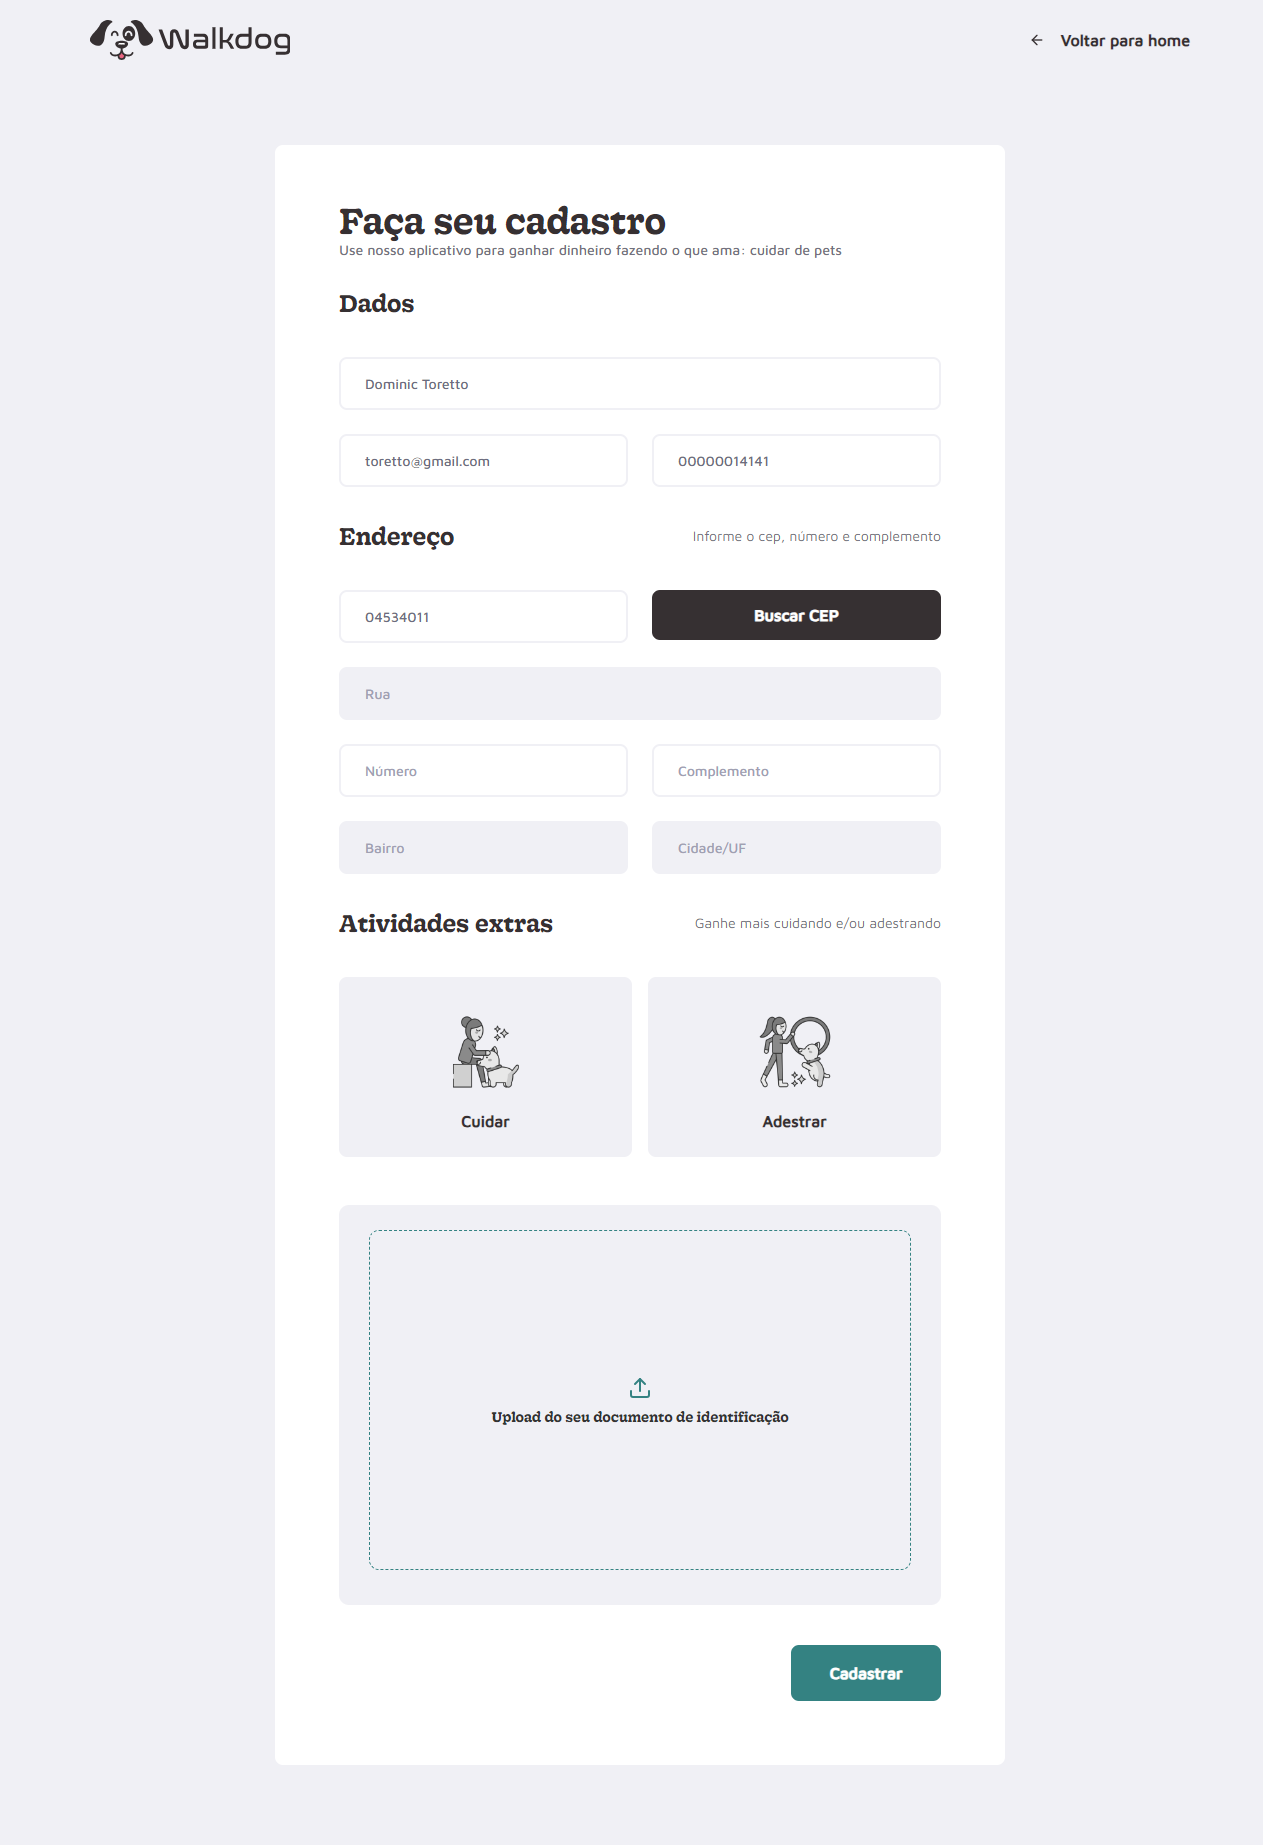 Walkdog
Voltar para home
Faça seu cadastro
Use nosso aplicativo para ganhar dinheiro fazendo o que ama: cuidar de pets
Dados
Dominic Toretto
toretto@gmail.com
00000014141
Endereço
Informe o cep, número e complemento
04534011
Buscar CEP
Rua
Número
Complemento
Bairro
Cidade/UF
Atividades extras
Ganhe mais cuidando e/ou adestrando
Cuidar
Adestrar
Upload do seu documento de identificação
Cadastrar